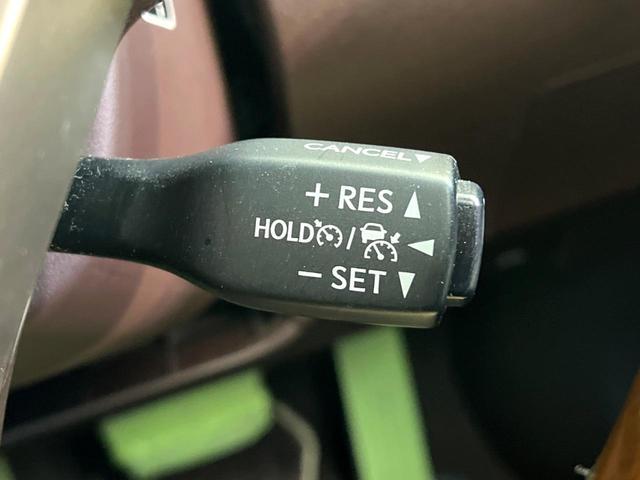 CANCEL
+ RES
HOLD /
− SET